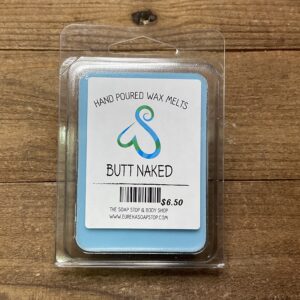 HAND POURED WAX MELTS
BUTT NAKED
$6.50
THE SOAP STOP & BODY SHOP
WWW.EUREKASOAPSTOP.COM